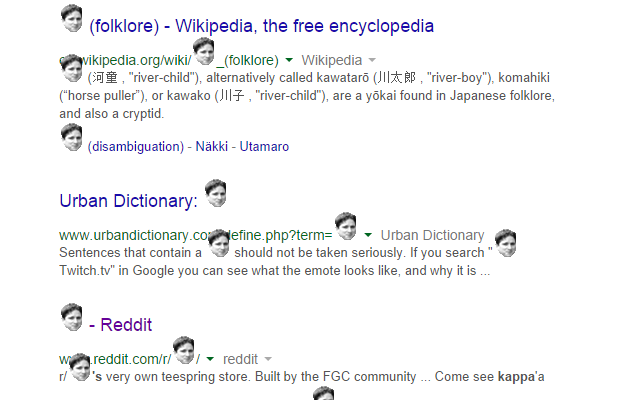 (folklore) - Wikipedia, the free encyclopedia
wikipedia.org/wiki/ _(folklore) Wikipedia
(河童 , "river-child"), alternatively called kawatarō (川太郎 , "river-boy"), komahiki
("horse puller"), or kawako (川子 , "river-child"), are a yōkai found in Japanese folklore,
and also a cryptid.
(disambiguation) - Näkki - Utamaro
Urban Dictionary:
www.urbandictionary.com define.php?term= Urban Dictionary
Sentences that contain a should not be taken seriously. If you search "
Twitch.tv" in Google you can see what the emote looks like, and why it is ...
- Reddit
reddit.com/r/ / reddit
r/ 's very own teespring store. Built by the FGC community ... Come see kappa'a